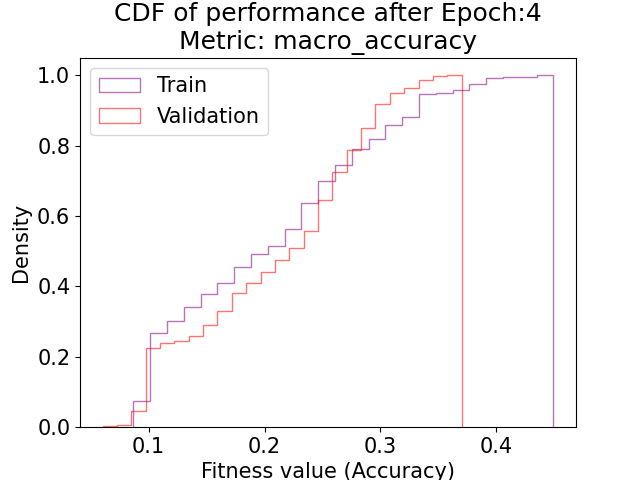 CDF of performance after Epoch:4
Metric: macro_accuracy
Train
Validation
Density
1.0
0.8
0.6
0.4
0.2
0.0
0.1
0.2
0.3
0.4
Fitness value (Accuracy)